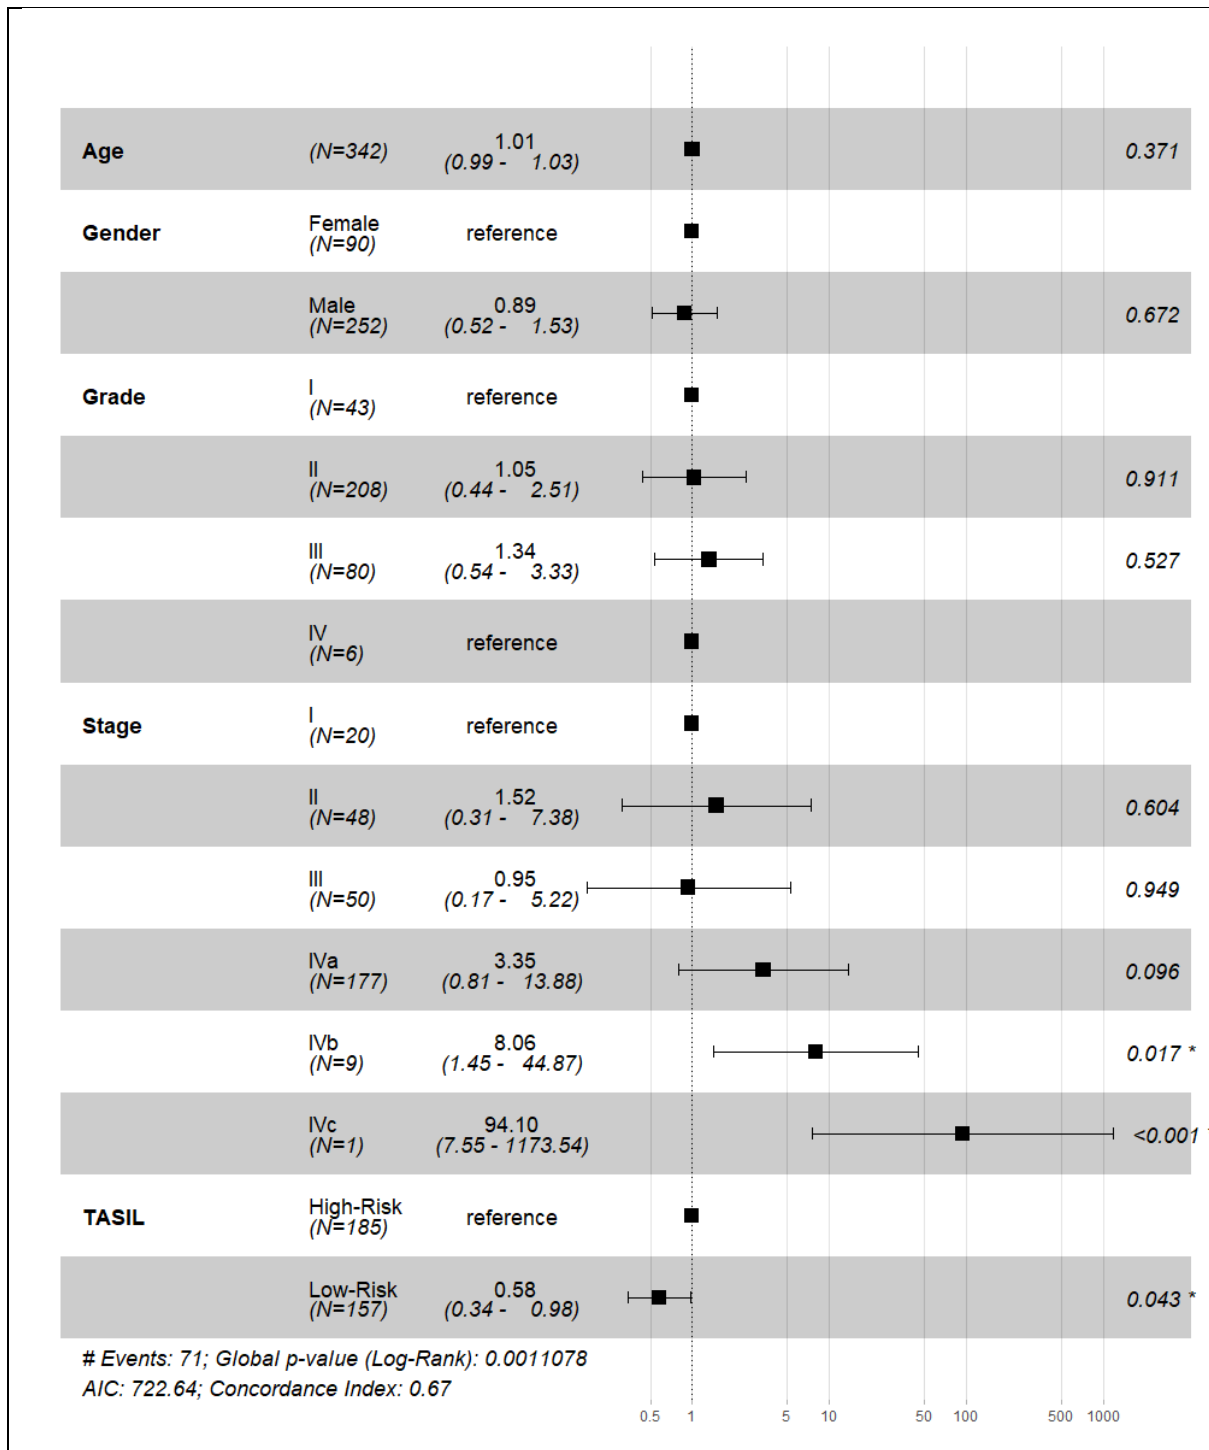 Age (N=342) 1.01 0.371
(0.99 - 1.03)
Gender Female reference
(N=90)
Male 0.89 0.672
(N=252) (0.52 - 1.53)
Grade I reference
(N=43)
II 1.05 0.911
(N=208) (0.44 - 2.51)
III 1.34 0.527
(N=80) (0.54 - 3.33)
IV reference
(N=6)
Stage I reference
(N=20)
II 1.52 0.604
(N=48) (0.31 - 7.38)
III 0.95 0.949
(N=50) (0.17 - 5.22)
IVa 3.35 0.096
(N=177) (0.81 - 13.88)
IVb 8.06 0.017 *
(N=9) (1.45 - 44.87)
IVc 94.10 <0.001
(N=1) (7.55 - 1173.54)
TASIL High-Risk reference
(N=185)
Low-Risk 0.58 0.043 *
(N=157) (0.34 - 0.98)
# Events: 71; Global p-value (Log-Rank): 0.0011078
AIC: 722.64; Concordance Index: 0.67
0.5 1 5 10 50 100 500 1000